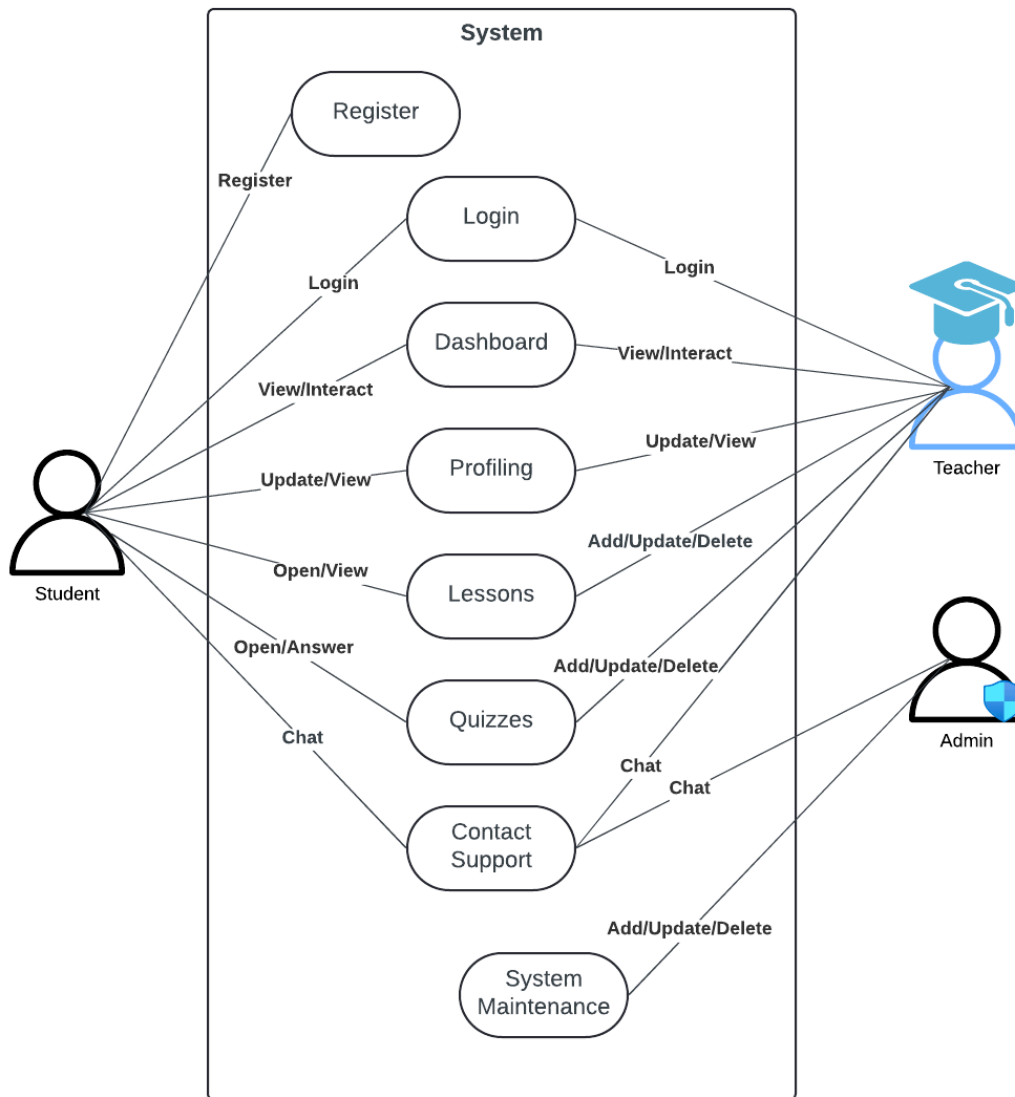 System
Register
Register
Login
Login
Login
Dashboard
View/Interact
View/Interact
Profiling
Update/View
Update/View
Teacher
Add/Update/Delete
Open/View
Lessons
Student
Open/Answer
Add/Update/Delete
Quizzes
Chat
Admin
Chat
Chat
Contact
Support
Add/Update/Delete
System
Maintenance